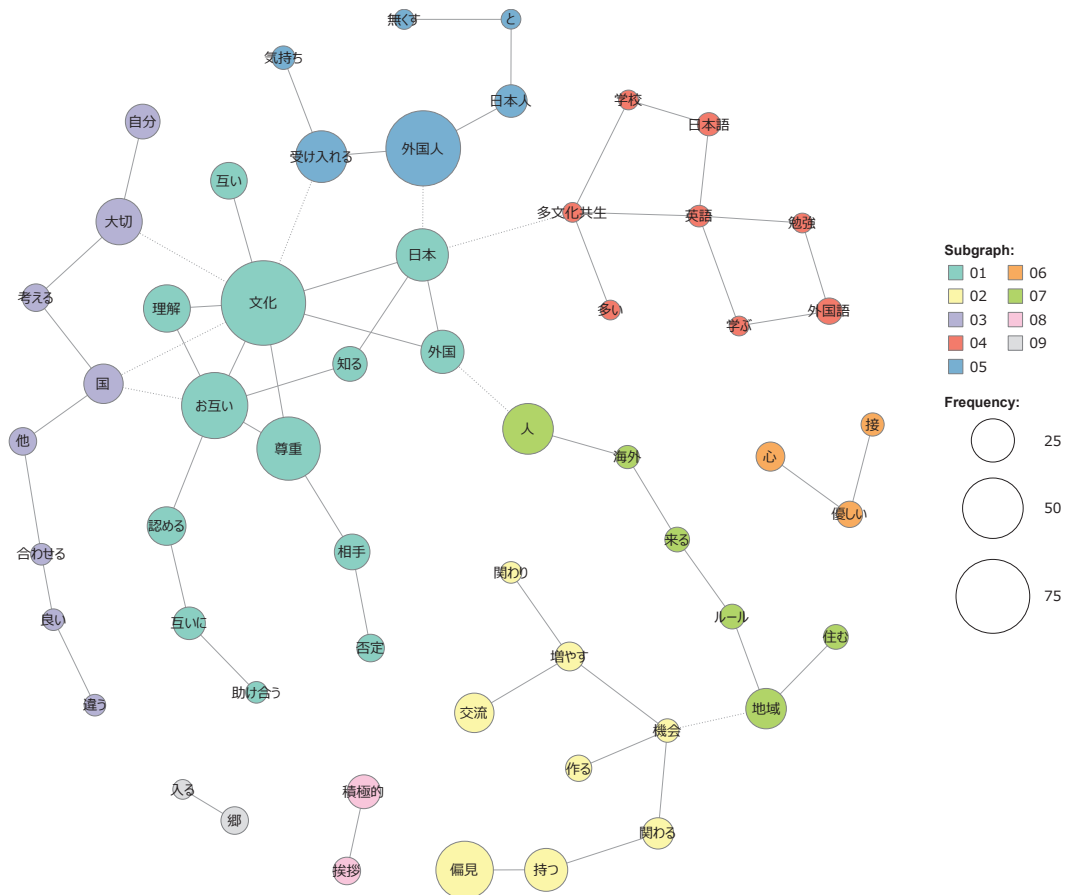 無くす
と
気持ち
日本人
学校
自分
日本語
外国人
受け入れる
互い
大切
多文化共生
英語
勉強
日本
考える
理解
文化
多い
外国語
学ぶ
外国
知る
国
お互い
人
接
他
尊重
海外
心
優しい
認める
来る
合わせる
相手
関わり
良い
互いに
ルール
住む
否定
増やす
助け合う
違う
交流
地域
機会
作る
入る
積極的
郷
関わる
挨拶
偏見
持つ
Subgraph:
01
02
03
04
05
06
07
08
09
Frequency:
25
50
75